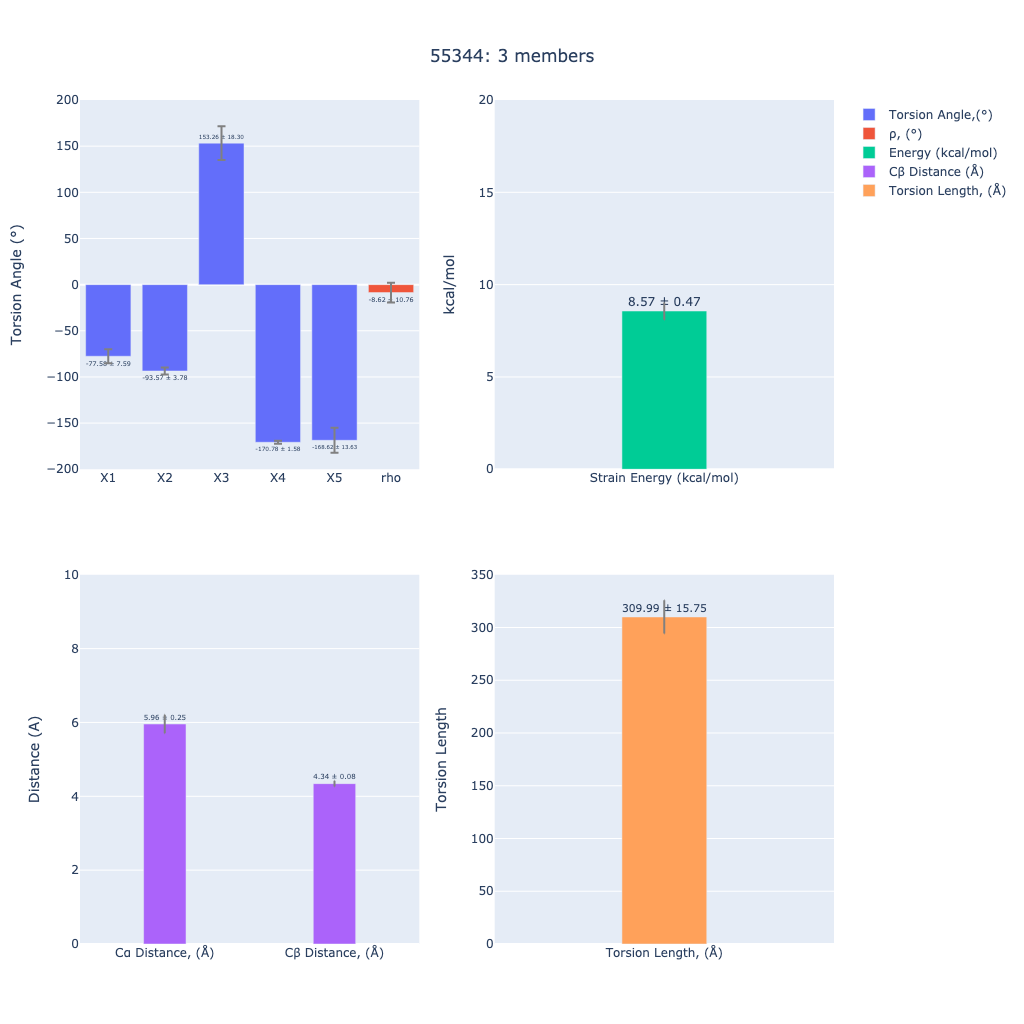 55344: 3 members
Torsion Angle (°)
200
150
100
50
0
−50
−100
−150
−200
153.26 ± 18.30
-77.58 ± 7.59
-93.57 ± 3.78
-170.78 ± 1.58
-168.62 ± 13.63
-8.62 ± 10.76
X1 X2 X3 X4 X5 rho
kcal/mol
20
15
10
5
0
8.57 ± 0.47
Strain Energy (kcal/mol)
Torsion Angle,(°)
ρ, (°)
Energy (kcal/mol)
Cβ Distance (Å)
Torsion Length, (Å)
Distance (A)
10
8
6
4
2
0
5.96 ± 0.25
4.34 ± 0.08
Cα Distance, (Å) Cβ Distance, (Å)
Torsion Length
350
300
250
200
150
100
50
0
309.99 ± 15.75
Torsion Length, (Å)